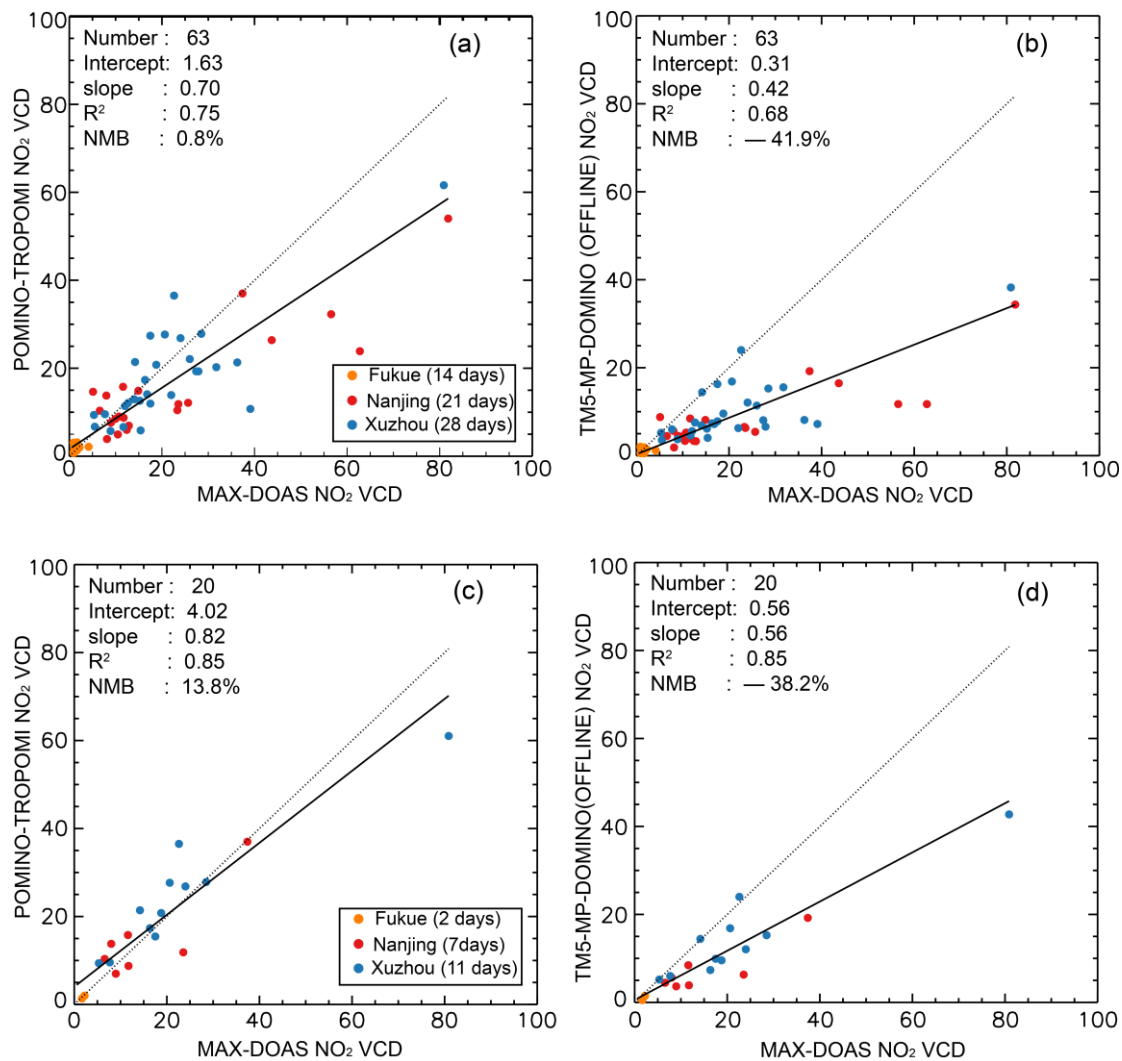 Number : 63
Intercept: 1.63
slope : 0.70
R² : 0.75
NMB : 0.8%
(a)
100
80
60
40
20
0
POMINO-TROPOMI NO₂ VCD
Fukue (14 days)
Nanjing (21 days)
Xuzhou (28 days)
0 20 40 60 80 100
MAX-DOAS NO₂ VCD
Number : 63
Intercept: 0.31
slope : 0.42
R² : 0.68
NMB : — 41.9%
(b)
100
80
60
40
20
0
TM5-MP-DOMINO (OFFLINE) NO₂ VCD
0 20 40 60 80 100
MAX-DOAS NO₂ VCD
Number : 20
Intercept: 4.02
slope : 0.82
R² : 0.85
NMB : 13.8%
(c)
100
80
60
40
20
0
POMINO-TROPOMI NO₂ VCD
Fukue (2 days)
Nanjing (7days)
Xuzhou (11 days)
0 20 40 60 80 100
MAX-DOAS NO₂ VCD
Number : 20
Intercept: 0.56
slope : 0.56
R² : 0.85
NMB : — 38.2%
(d)
100
80
60
40
20
0
TM5-MP-DOMINO(OFFLINE) NO₂ VCD
0 20 40 60 80 100
MAX-DOAS NO₂ VCD